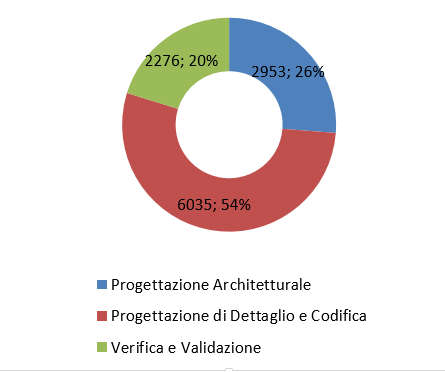 2276; 20%
2953; 26%
6035; 54%
Progettazione Architetturale
Progettazione di Dettaglio e Codifica
Verifica e Validazione